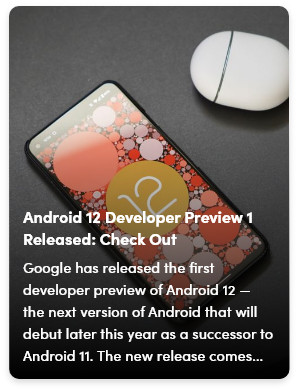 12
Android 12 Developer Preview 1
Released: Check Out
Google has released the first
developer preview of Android 12 —
the next version of Android that will
debut later this year as a successor to
Android 11. The new release comes...